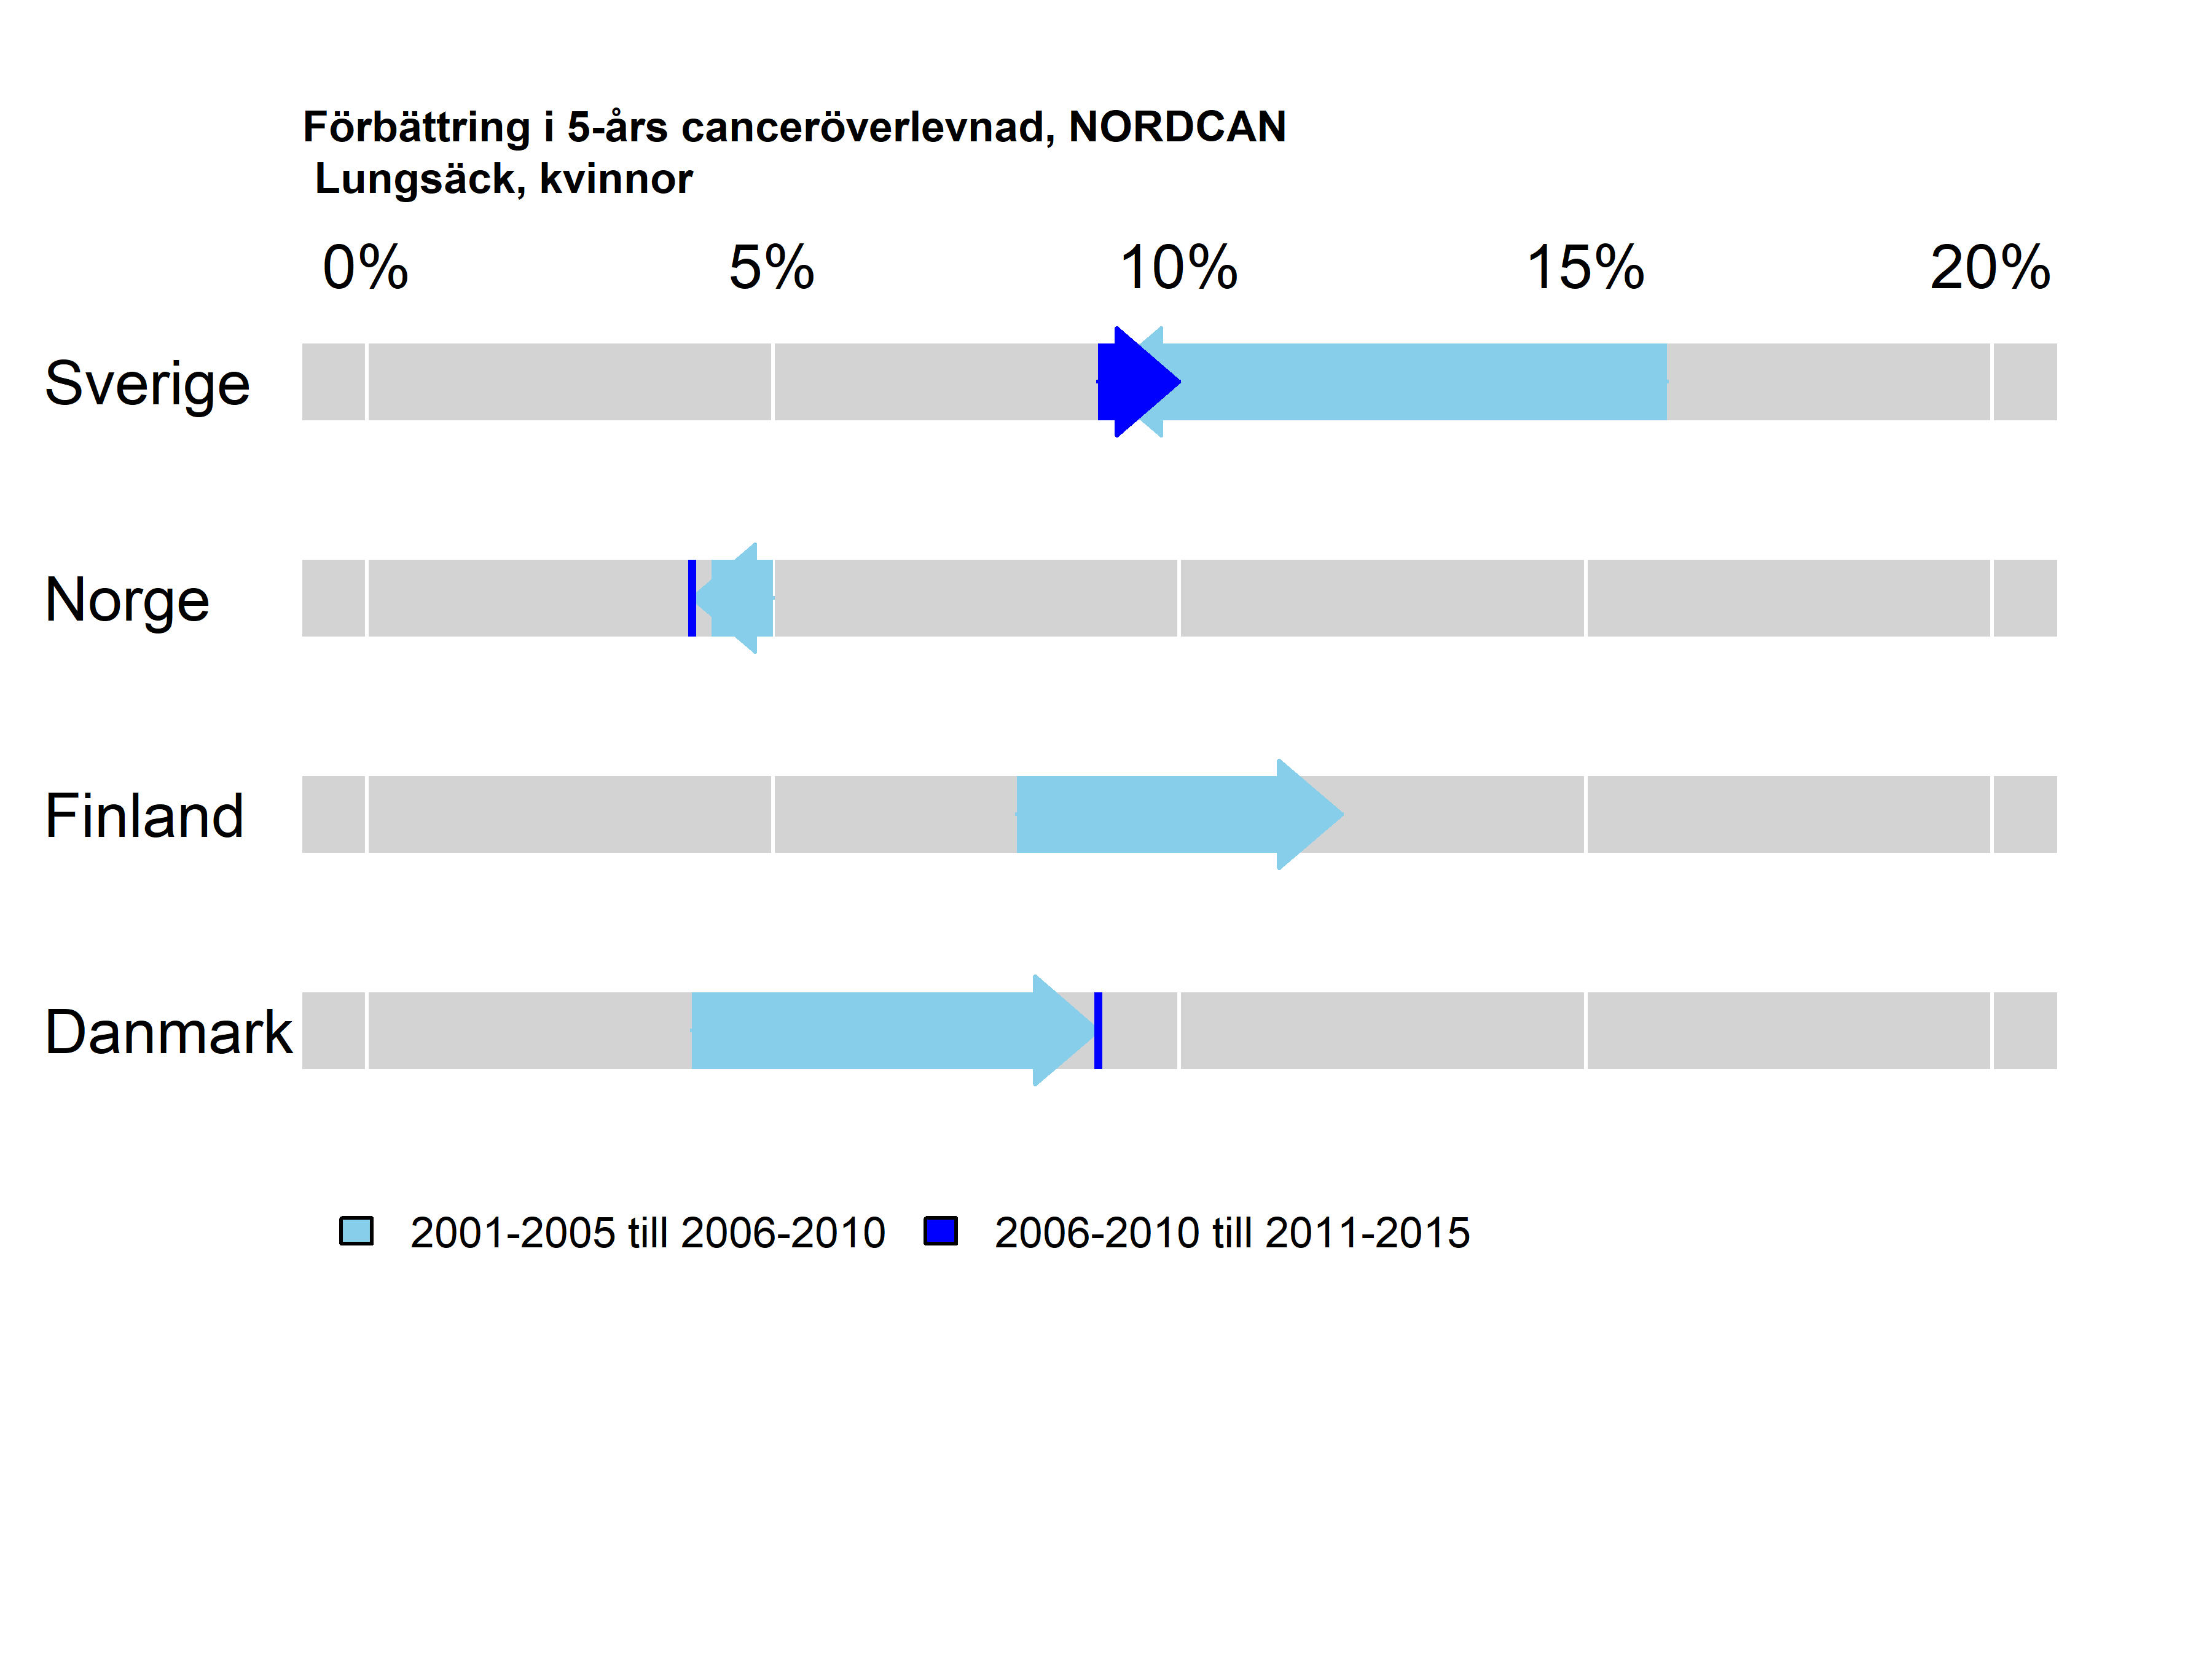 Förbättring i 5-års canceröverlevnad, NORDCAN
Lungsäck, kvinnor
0% 5% 10% 15% 20%
Sverige
Norge
Finland
Danmark
2001-2005 till 2006-2010 2006-2010 till 2011-2015